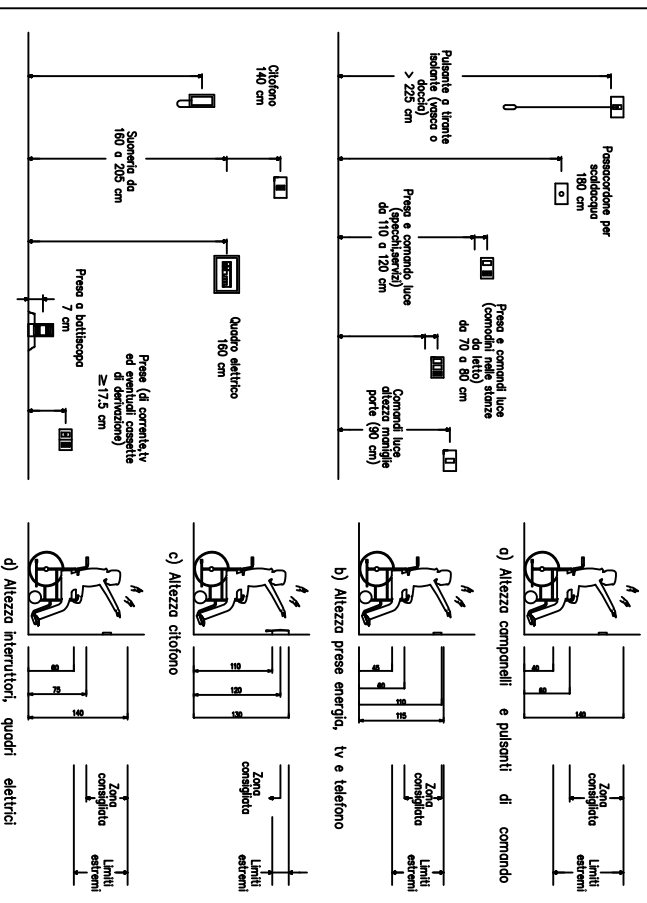 Pulsante a tirante
isolante (vasca o
doccia)
> 225 cm
Passacordone per
scaldacqua
180 cm
Presa e comando luce
(specchi,servizi)
da 110 a 120 cm
Presa e comandi luce
(comodini nelle stanze
da letto)
da 70 a 80 cm
Comandi luce
altezza maniglie
porte (90 cm)
Citofono
140 cm
Suoneria da
160 a 205 cm
Quadro elettrico
160 cm
Presa a battiscopa
7 cm
Prese (di corrente,tv
ed eventuali cassette
di derivazione)
≥17.5 cm
40
60
140
Zona
consigliata
Limiti
estremi
a) Altezza campanelli e pulsanti di comando
45
60
110
115
Zona
consigliata
Limiti
estremi
b) Altezza prese energia, tv e telefono
110
120
130
Zona
consigliata
Limiti
estremi
c) Altezza citofono
60
75
140
Zona
consigliata
Limiti
estremi
d) Altezza interruttori, quadri elettrici